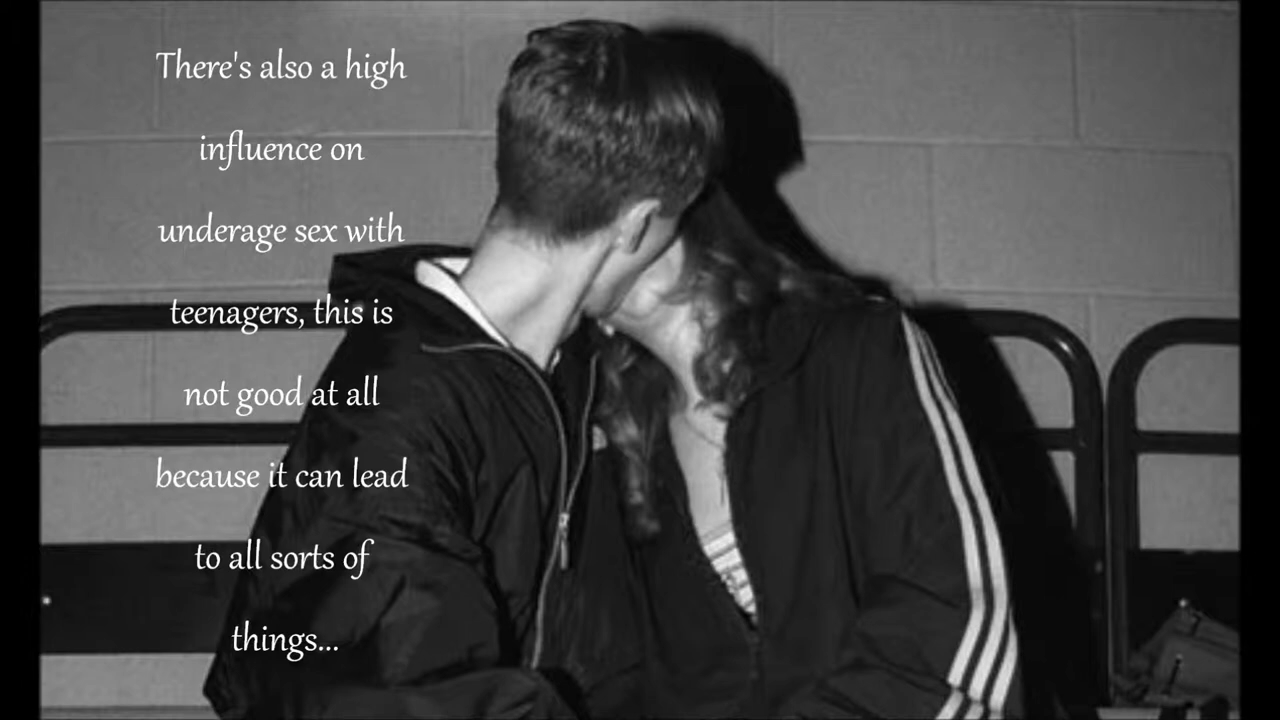 There's also a high
influence on
underage sex with
teenagers, this is
not good at all
because it can lead
to all sorts of
things...